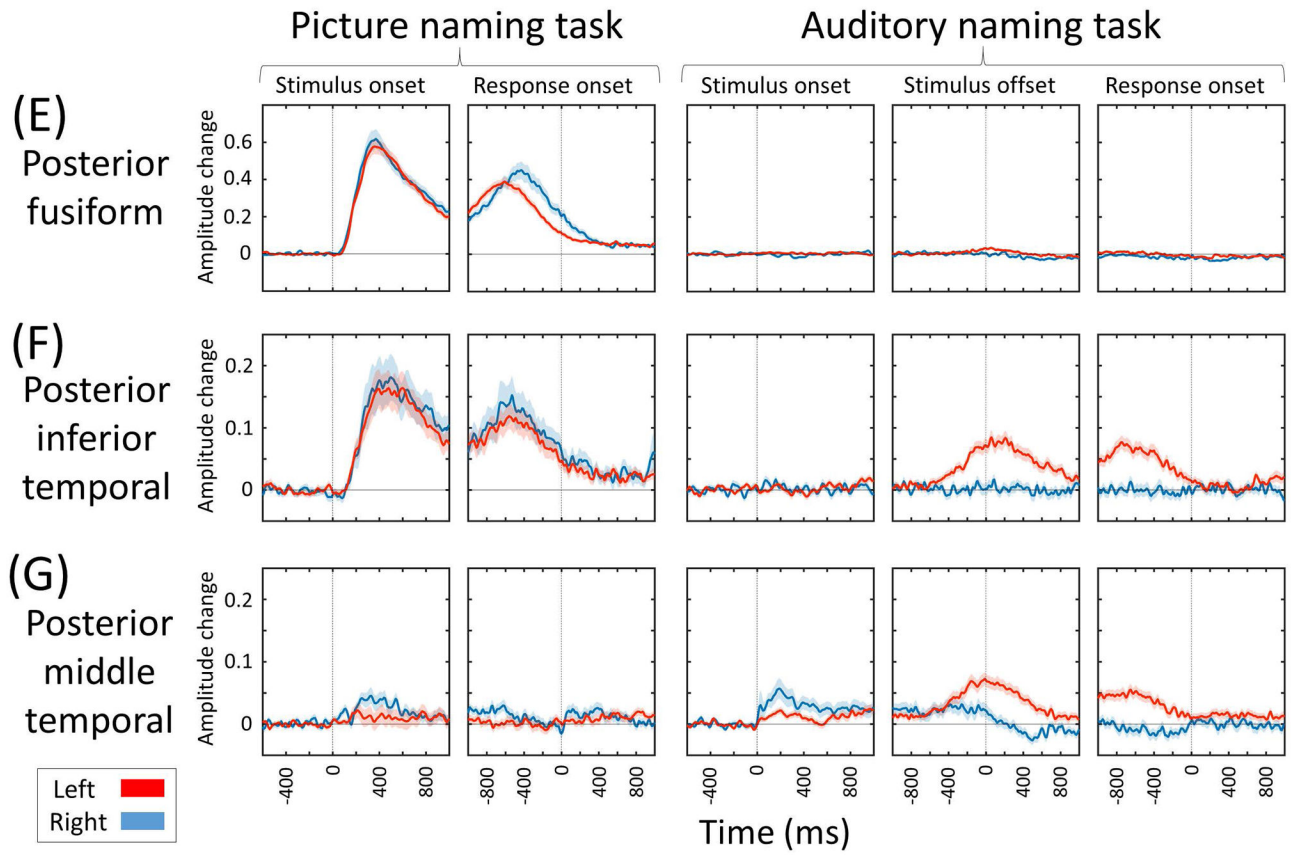 Picture naming task
Auditory naming task
Stimulus onset
Response onset
Stimulus onset
Stimulus offset
Response onset
(E)
Posterior
fusiform
Amplitude change
0.6
0.4
0.2
0
(F)
Posterior
inferior
temporal
Amplitude change
0.2
0.1
0
(G)
Posterior
middle
temporal
Amplitude change
0.2
0.1
0
-400 0 400 800
-800 -400 0 400 800
-400 0 400 800
-800 -400 0 400 800
-800 -400 0 400 800
Time (ms)
Left
Right